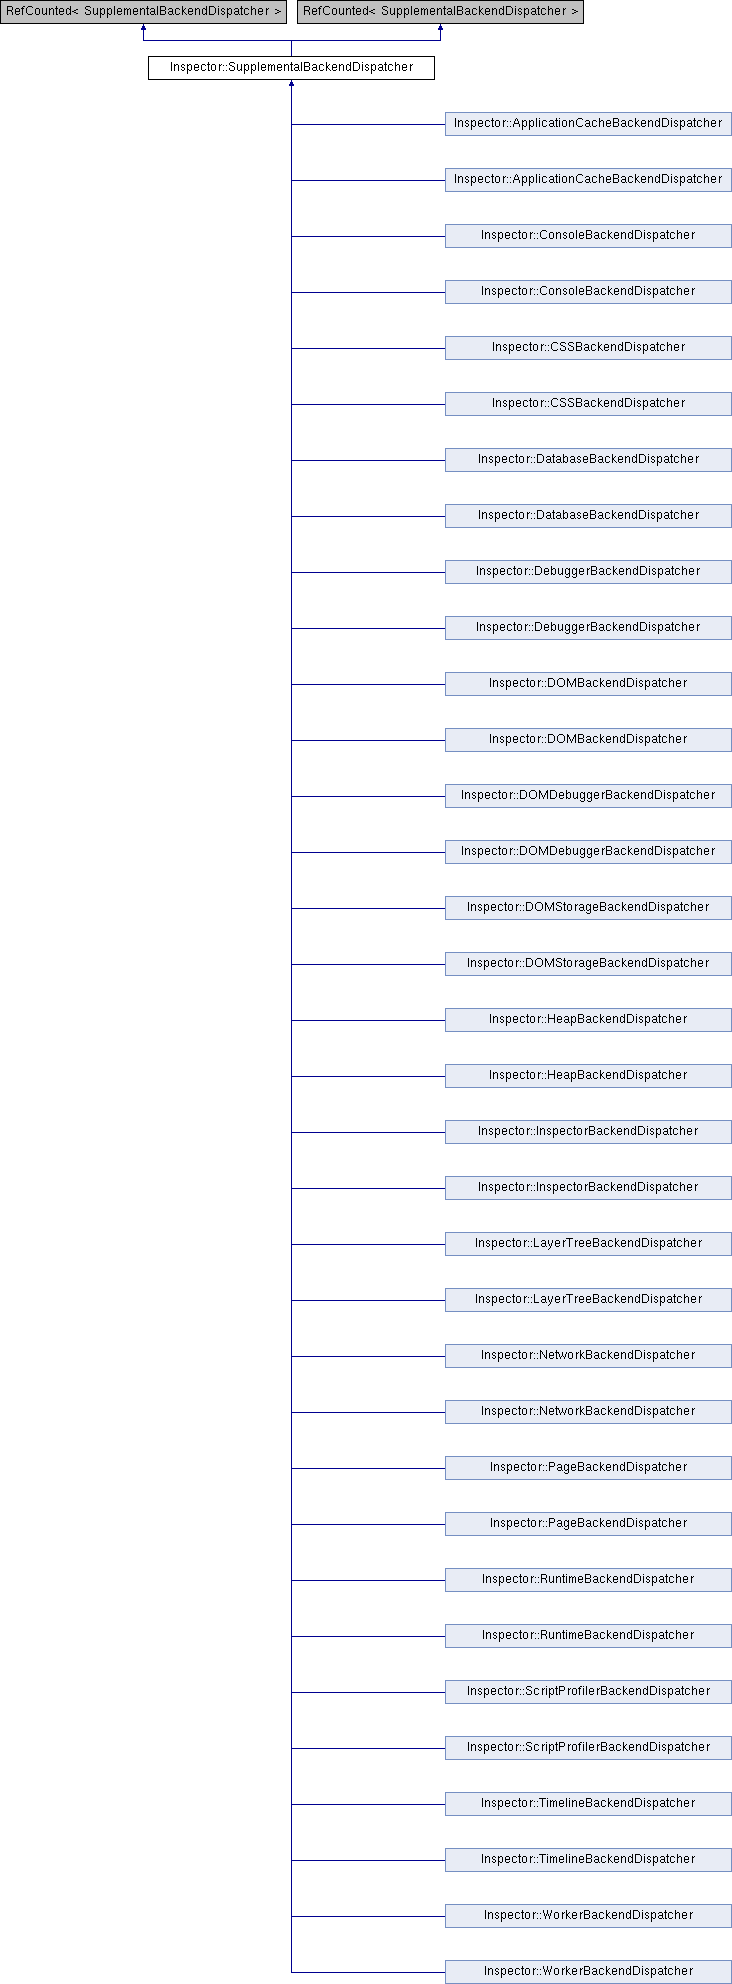 RefCounted< SupplementalBackendDispatcher >
RefCounted< SupplementalBackendDispatcher >
Inspector::SupplementalBackendDispatcher
Inspector::ApplicationCacheBackendDispatcher
Inspector::ApplicationCacheBackendDispatcher
Inspector::ConsoleBackendDispatcher
Inspector::ConsoleBackendDispatcher
Inspector::CSSBackendDispatcher
Inspector::CSSBackendDispatcher
Inspector::DatabaseBackendDispatcher
Inspector::DatabaseBackendDispatcher
Inspector::DebuggerBackendDispatcher
Inspector::DebuggerBackendDispatcher
Inspector::DOMBackendDispatcher
Inspector::DOMBackendDispatcher
Inspector::DOMDebuggerBackendDispatcher
Inspector::DOMDebuggerBackendDispatcher
Inspector::DOMStorageBackendDispatcher
Inspector::DOMStorageBackendDispatcher
Inspector::HeapBackendDispatcher
Inspector::HeapBackendDispatcher
Inspector::InspectorBackendDispatcher
Inspector::InspectorBackendDispatcher
Inspector::LayerTreeBackendDispatcher
Inspector::LayerTreeBackendDispatcher
Inspector::NetworkBackendDispatcher
Inspector::NetworkBackendDispatcher
Inspector::PageBackendDispatcher
Inspector::PageBackendDispatcher
Inspector::RuntimeBackendDispatcher
Inspector::RuntimeBackendDispatcher
Inspector::ScriptProfilerBackendDispatcher
Inspector::ScriptProfilerBackendDispatcher
Inspector::TimelineBackendDispatcher
Inspector::TimelineBackendDispatcher
Inspector::WorkerBackendDispatcher
Inspector::WorkerBackendDispatcher